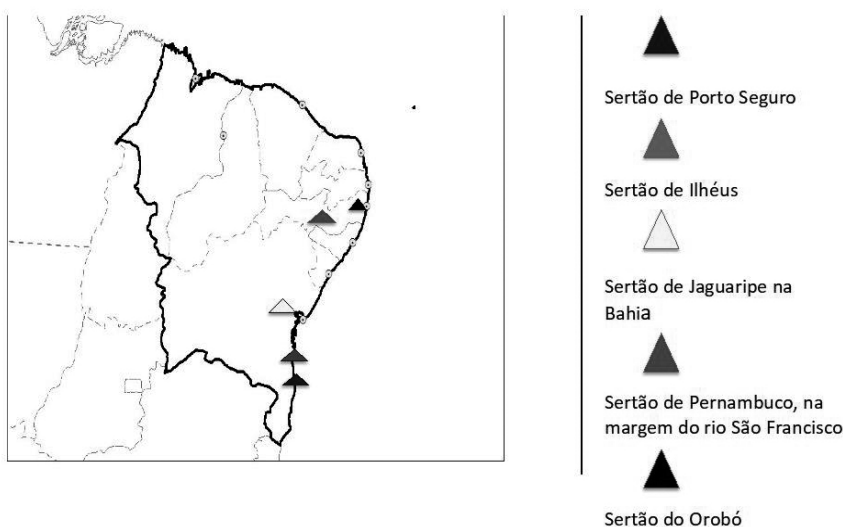 Sertão de Porto Seguro
Sertão de Ilhéus
Sertão de Jaguaripe na
Bahia
Sertão de Pernambuco, na
margem do rio São Francisco
Sertão do Orobó